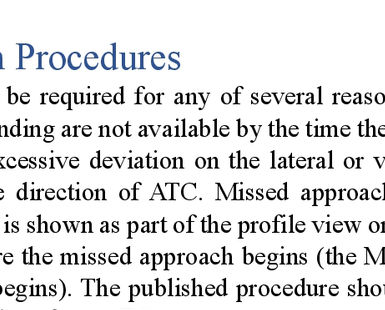 Procedures
be required for any of several reaso
nding are not available by the time the
xcessive deviation on the lateral or v
e direction of ATC. Missed approach
is shown as part of the profile view or
re the missed approach begins (the M
begins). The published procedure shou